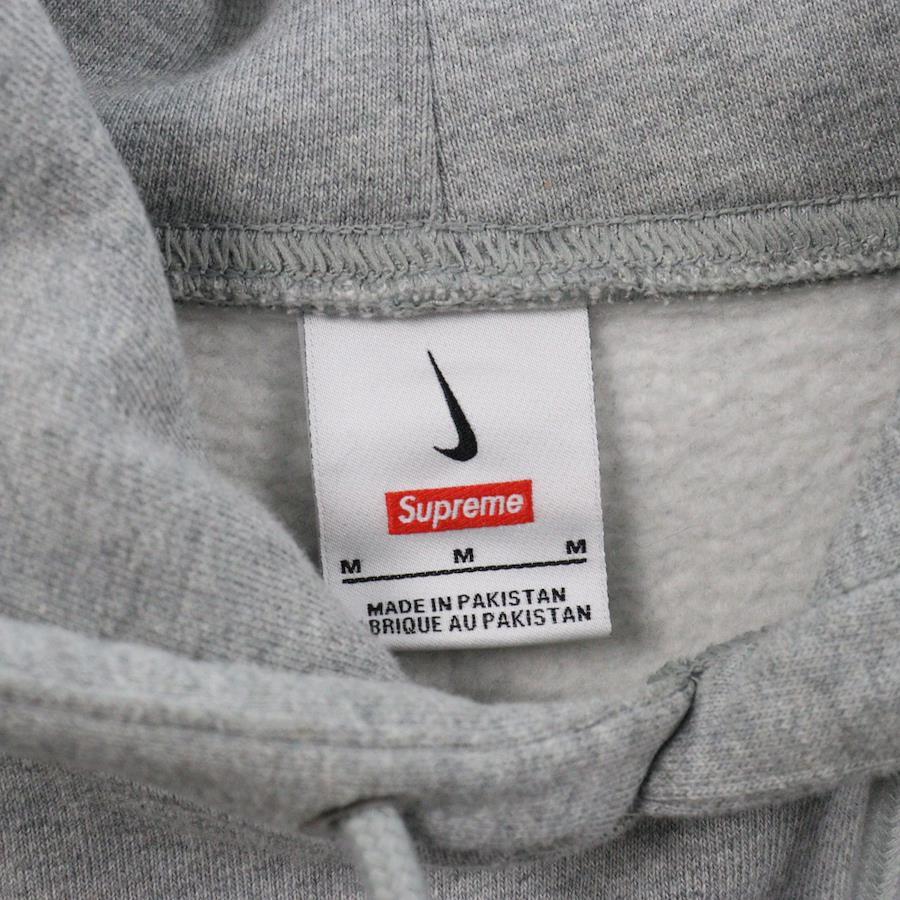 Supreme
M M M
MADE IN PAKISTAN
BRIQUE AU PAKISTAN